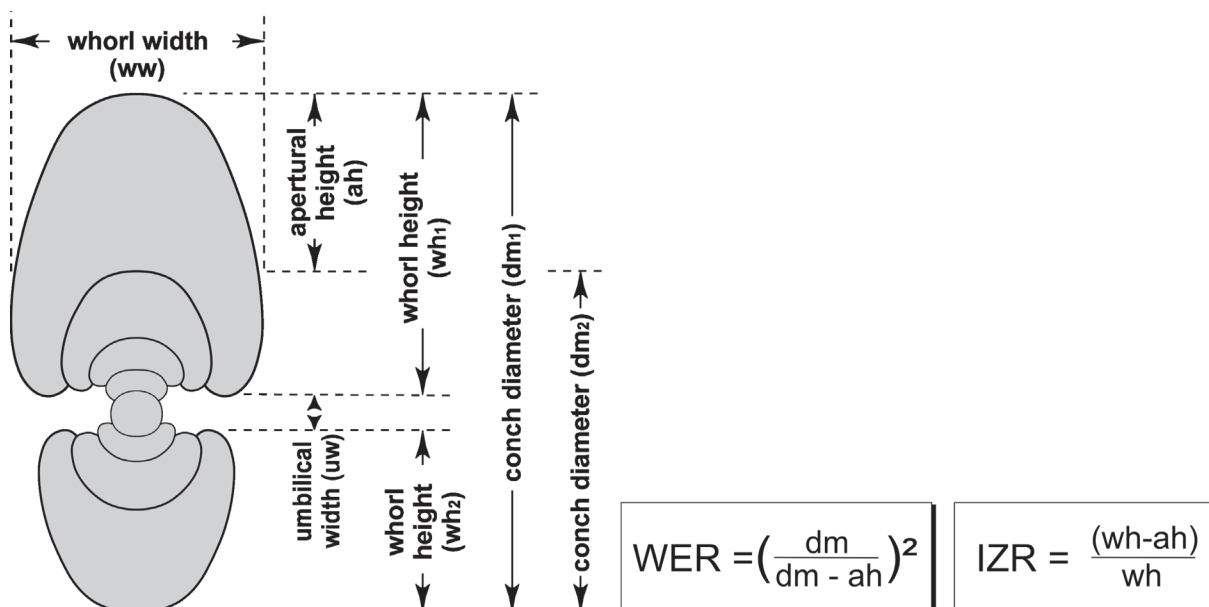 whorl width
(ww)
apertural
height
(ah)
whorl height
(wh₁)
conch diameter (dm₁)
conch diameter (dm₂)
umbilical
width (uw)
whorl
height
(wh₂)
WER =(dm / dm - ah)²
IZR = (wh-ah) / wh